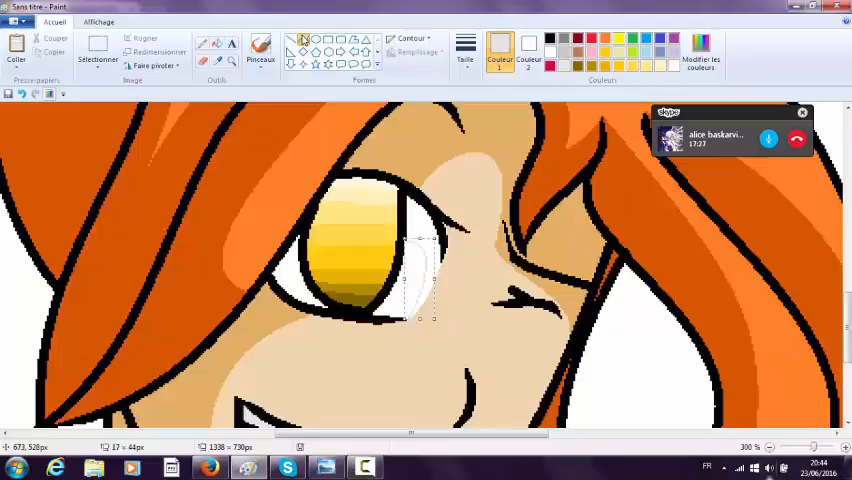 Sans titre - Paint
Accueil
Affichage
Coller
Couper
Copier
Sélectionner
Rogner
Redimensionner
Faire pivoter
Pinceaux
Contour
Remplissage
Taille
Couleur 1
Couleur 2
Modifier les couleurs
Presse-papiers
Image
Outils
Formes
Couleurs
skype
alice baskarvi...
17:27
673, 528px
17 × 44px
1338 × 730px
300 %
FR
20:44
23/06/2016